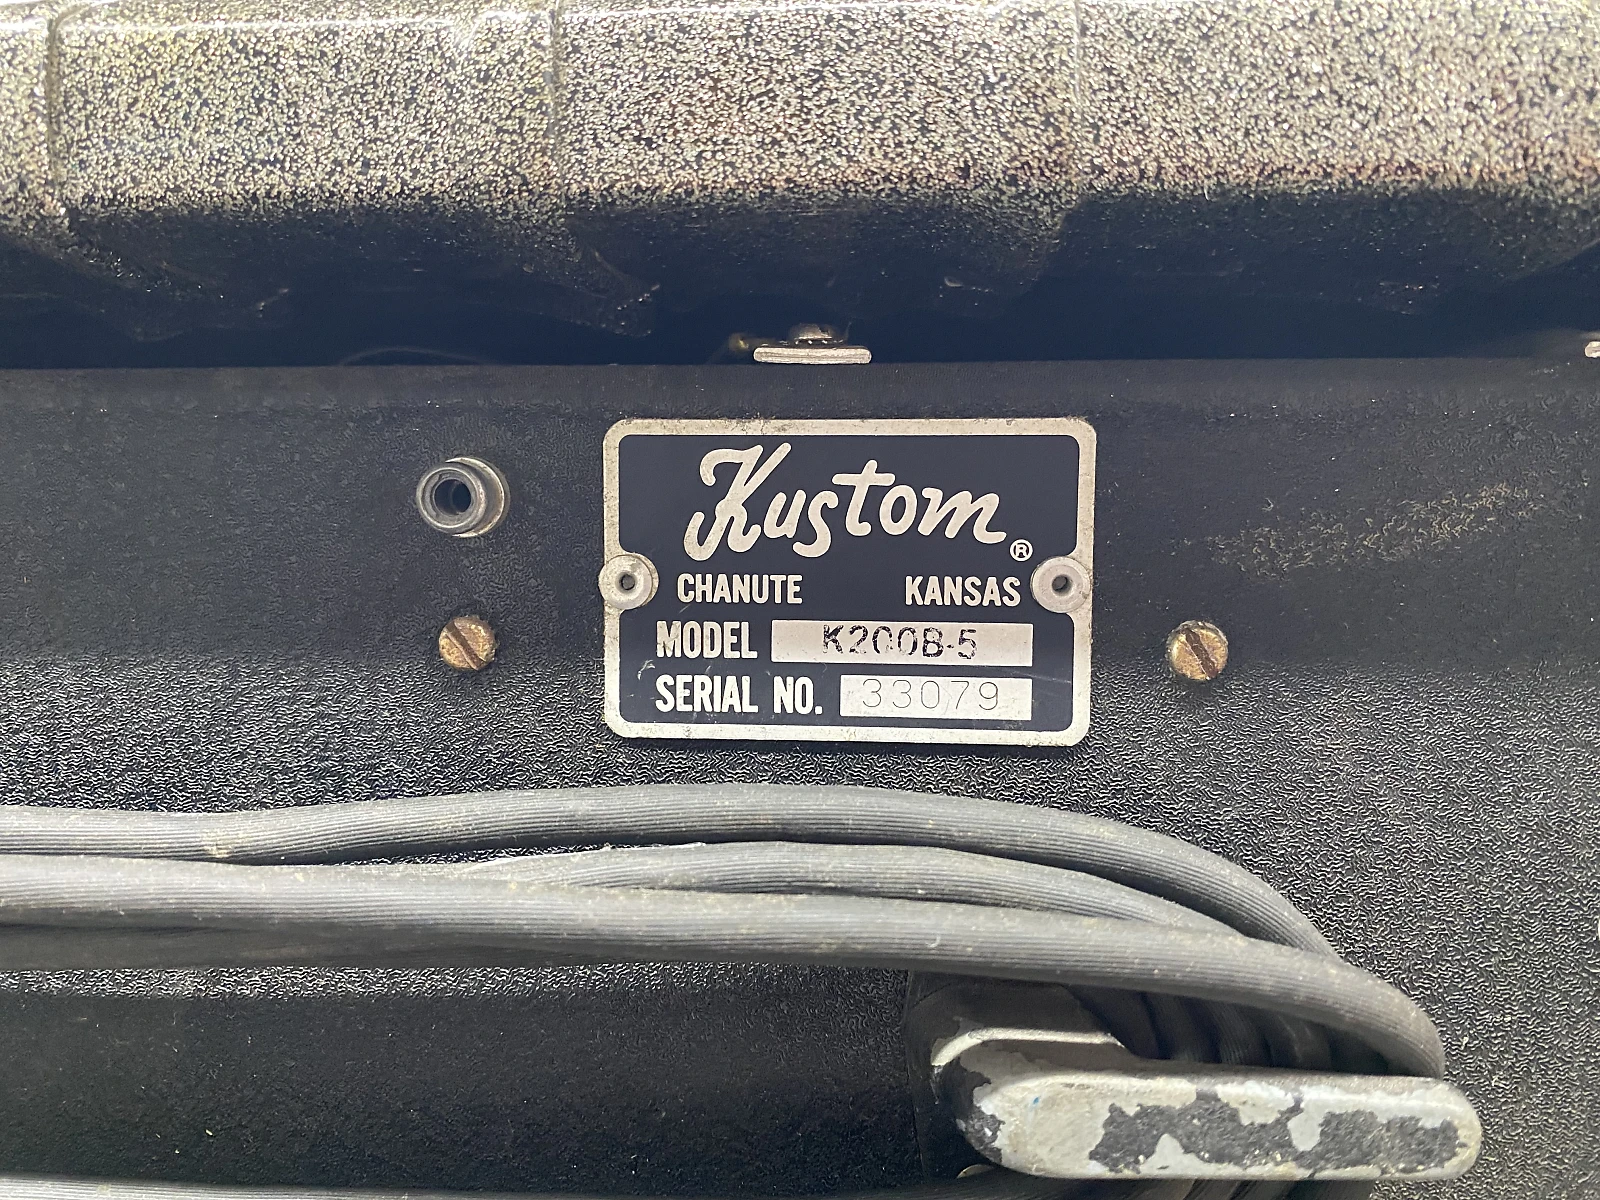 Kustom®
CHANUTE KANSAS
MODEL K200B-5
SERIAL NO. 33079